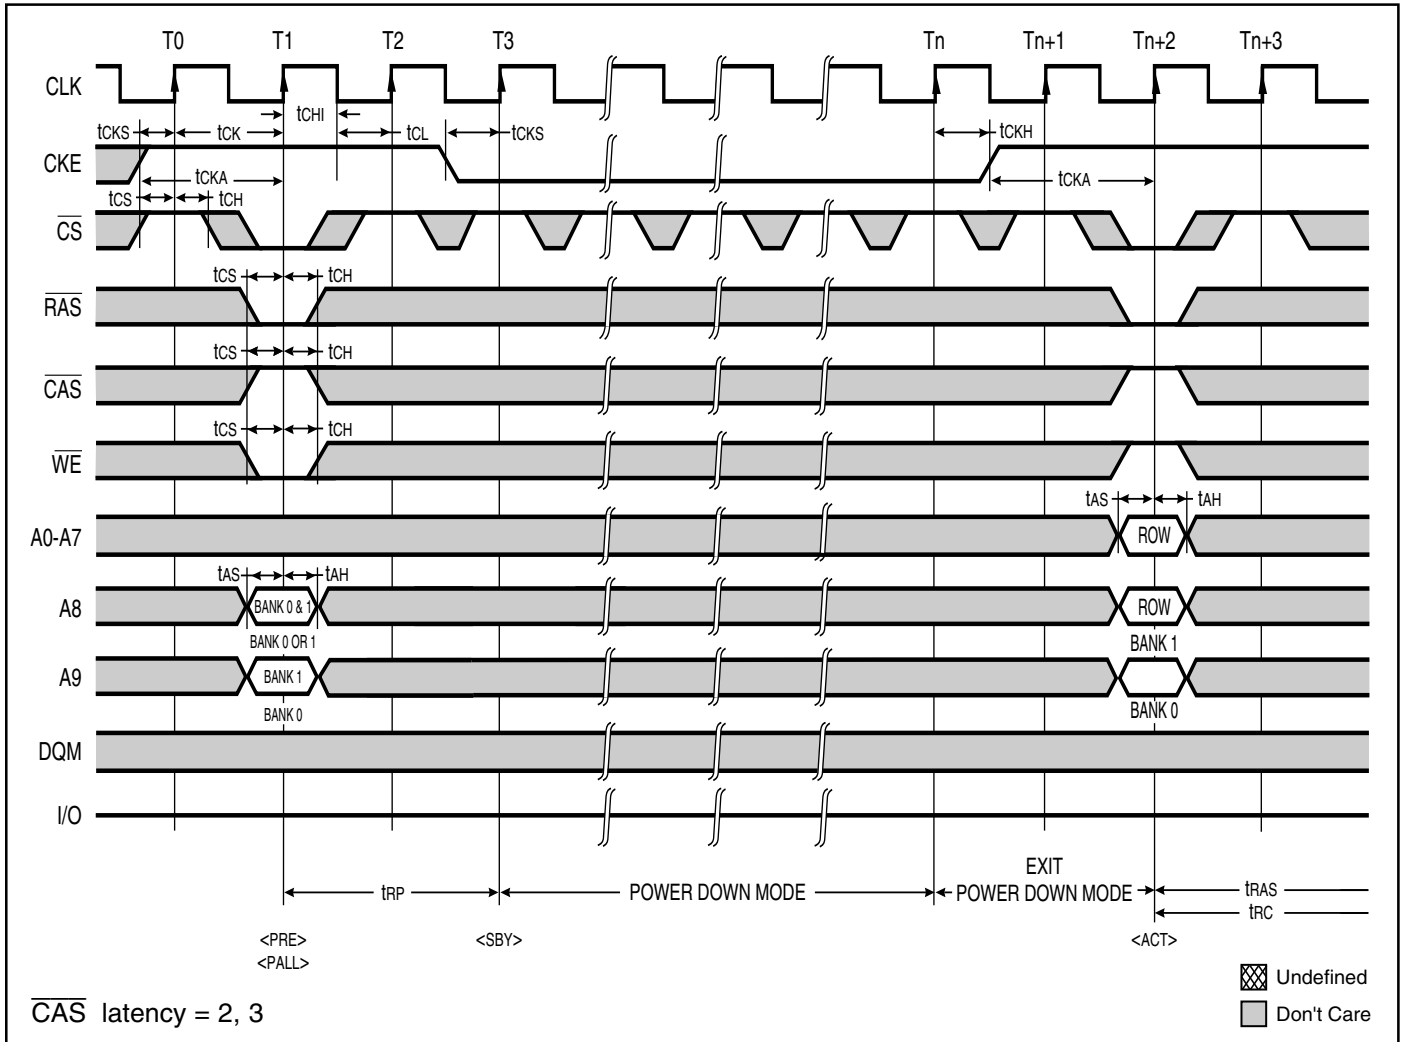 T0 T1 T2 T3 Tn Tn+1 Tn+2 Tn+3
CLK
tCHI
tCKS tCK tCL tCKS tCKH
CKE
tCKA tCKA
tCS tCH
CS
tCS tCH
RAS
tCS tCH
CAS
tCS tCH
WE
tAS tAH
A0-A7 ROW
tAS tAH
A8 BANK 0 & 1 ROW
BANK 0 OR 1 BANK 1
A9 BANK 1
BANK 0 BANK 0
DQM
I/O
EXIT
tRP POWER DOWN MODE POWER DOWN MODE tRAS
tRC
<PRE> <SBY> <ACT>
<PALL>
Undefined
CAS latency = 2, 3
Don't Care